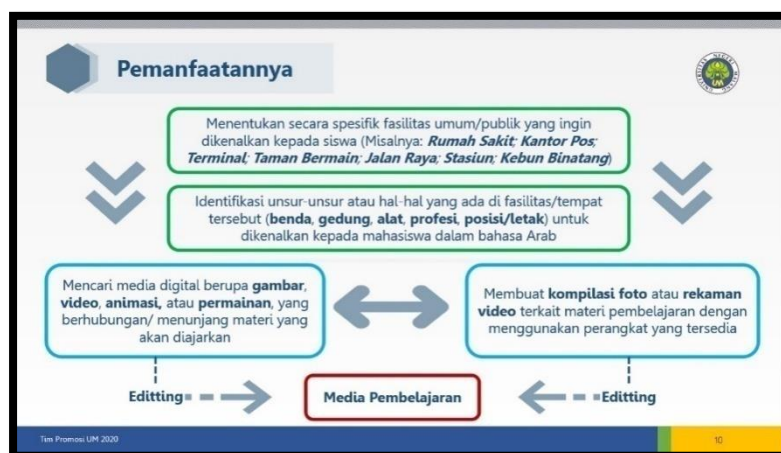 Pemanfaatannya
UNIVERSITAS NEGERI MALANG
UM
Menentukan secara spesifik fasilitas umum/publik yang ingin
dikenalkan kepada siswa (Misalnya: Rumah Sakit; Kantor Pos;
Terminal; Taman Bermain; Jalan Raya; Stasiun; Kebun Binatang)
Identifikasi unsur-unsur atau hal-hal yang ada di fasilitas/tempat
tersebut (benda, gedung, alat, profesi, posisi/letak) untuk
dikenalkan kepada mahasiswa dalam bahasa Arab
Mencari media digital berupa gambar,
video, animasi, atau permainan, yang
berhubungan/ menunjang materi yang
akan diajarkan
Membuat kompilasi foto atau rekaman
video terkait materi pembelajaran dengan
menggunakan perangkat yang tersedia
Editting
Media Pembelajaran
Editting
Tim Promosi UM 2020
10